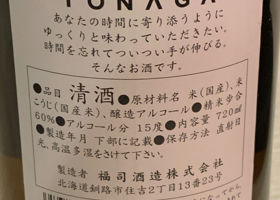 YONAGA
あなたの時間に寄り添うように
ゆっくりと味わっていただきたい。
時間を忘れてついつい手が伸びる。
そんなお酒です。
●品目 清酒 ●原材料名 米(国産)、米
こうじ(国産米)、醸造アルコール ●精米歩合
60% ●アルコール分 15度 ●内容量 720ml
●製造年月 下部に記載 ●保存方法 直射日
光、高温多湿をさけて下さい。
製造者 福司酒造株式会社
北海道釧路市住吉2丁目13番23号